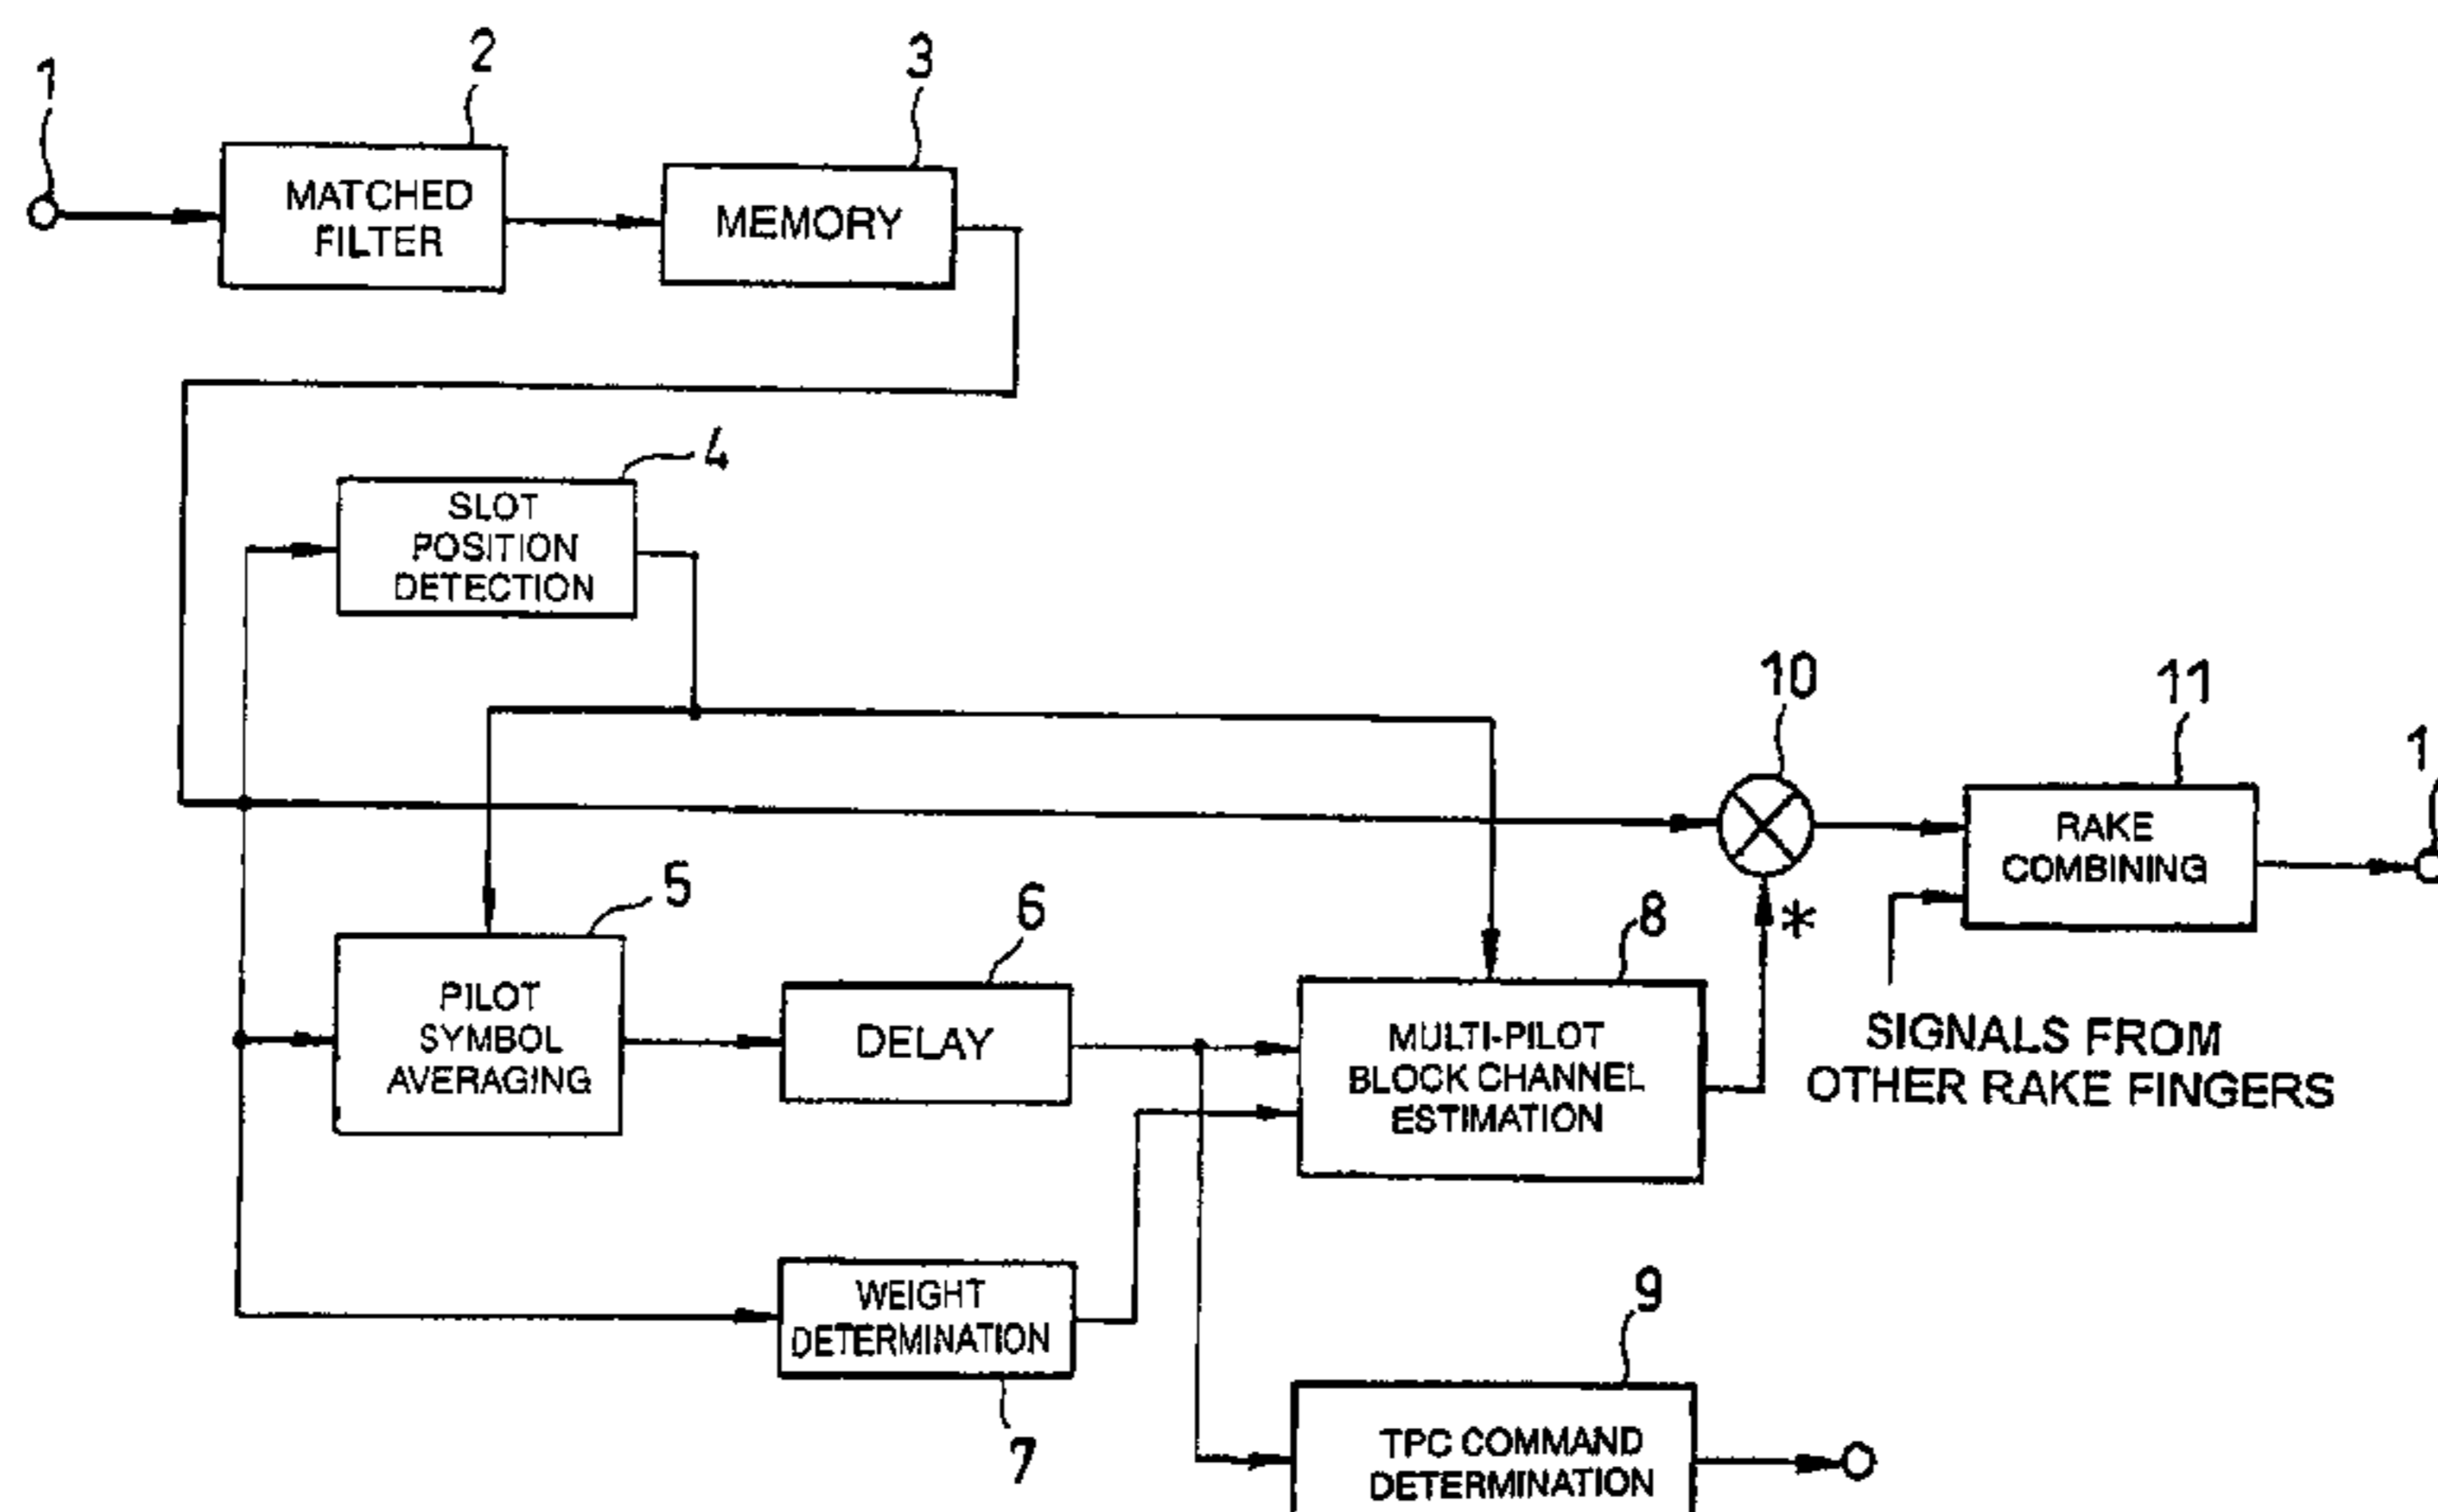 1
2
3
MATCHED
FILTER
MEMORY
4
SLOT
POSITION
DETECTION
10
11
1
RAKE
COMBINING
5
6
8
*
PILOT
SYMBOL
AVERAGING
DELAY
MULTI-PILOT
BLOCK CHANNEL
ESTIMATION
SIGNALS FROM
OTHER RAKE FINGERS
WEIGHT
DETERMINATION
7
9
TPC COMMAND
DETERMINATION